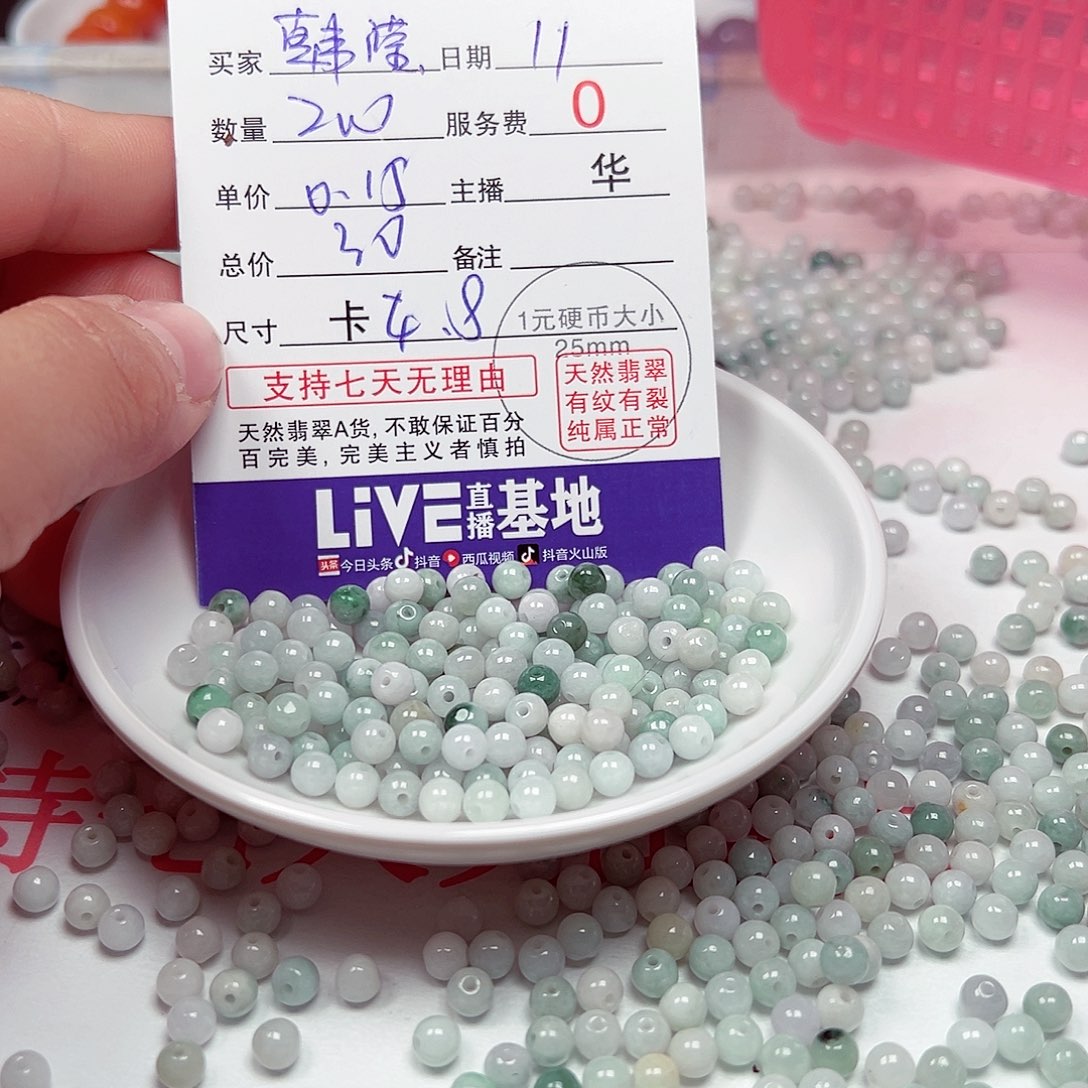 买家 韩莹 日期 11
数量 200 服务费 0
单价 0.15 主播 华
总价 30 备注
尺寸 卡 4.8 1元硬币大小
25mm
支持七天无理由
天然翡翠
有纹有裂
纯属正常
天然翡翠A货,不敢保证百分
百完美,完美主义者慎拍
LiVE直播基地
头条 今日头条 抖音 西瓜视频 抖音火山版
持